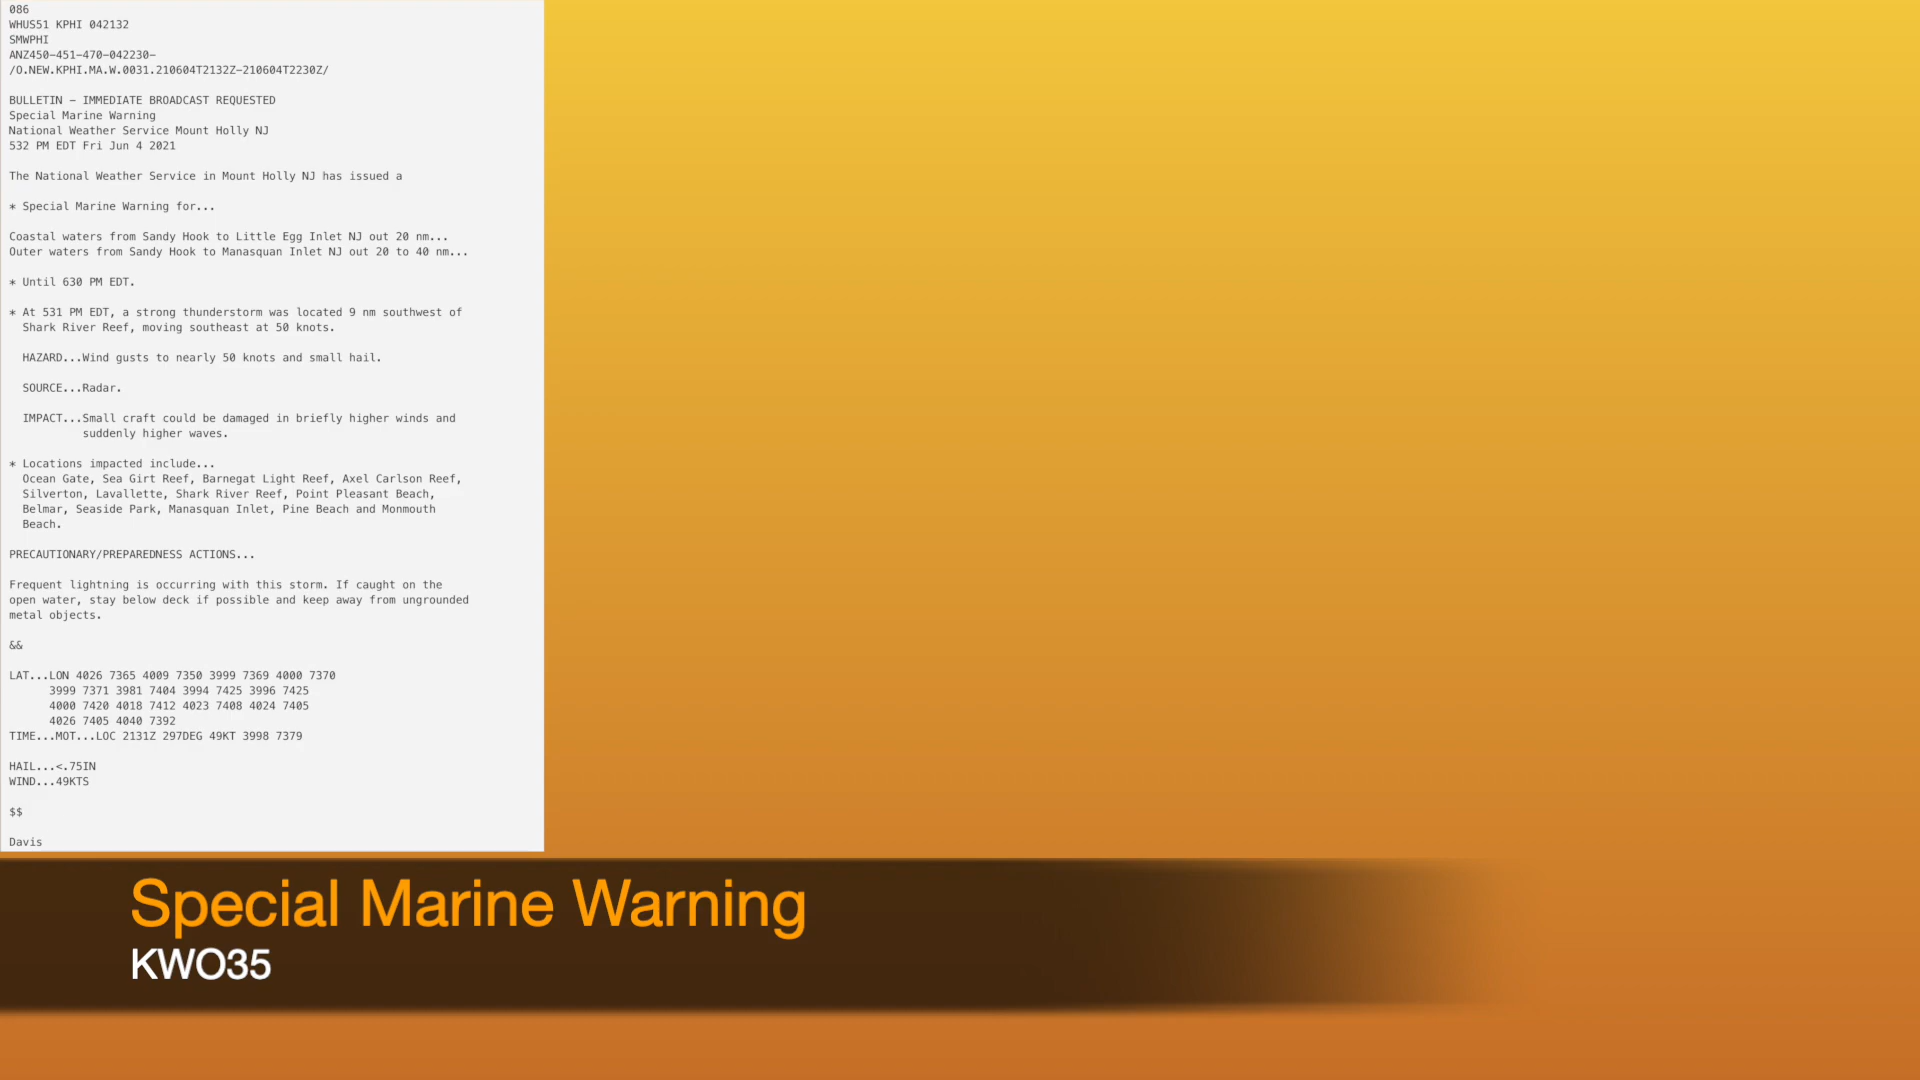 086
WHUS51 KPHI 042132
SMWPHI
ANZ450-451-470-042230-
/O.NEW.KPHI.MA.W.0031.210604T2132Z-210604T2230Z/
BULLETIN - IMMEDIATE BROADCAST REQUESTED
Special Marine Warning
National Weather Service Mount Holly NJ
532 PM EDT Fri Jun 4 2021
The National Weather Service in Mount Holly NJ has issued a
* Special Marine Warning for...
Coastal waters from Sandy Hook to Little Egg Inlet NJ out 20 nm...
Outer waters from Sandy Hook to Manasquan Inlet NJ out 20 to 40 nm...
* Until 630 PM EDT.
* At 531 PM EDT, a strong thunderstorm was located 9 nm southwest of
Shark River Reef, moving southeast at 50 knots.
HAZARD...Wind gusts to nearly 50 knots and small hail.
SOURCE...Radar.
IMPACT...Small craft could be damaged in briefly higher winds and
suddenly higher waves.
* Locations impacted include...
Ocean Gate, Sea Girt Reef, Barnegat Light Reef, Axel Carlson Reef,
Silverton, Lavallette, Shark River Reef, Point Pleasant Beach,
Belmar, Seaside Park, Manasquan Inlet, Pine Beach and Monmouth
Beach.
PRECAUTIONARY/PREPAREDNESS ACTIONS...
Frequent lightning is occurring with this storm. If caught on the
open water, stay below deck if possible and keep away from ungrounded
metal objects.
&&
LAT...LON 4026 7365 4009 7350 3999 7369 4000 7370
3999 7371 3981 7404 3994 7425 3996 7425
4000 7420 4018 7412 4023 7408 4024 7405
4026 7405 4040 7392
TIME...MOT...LOC 2131Z 297DEG 49KT 3998 7379
HAIL...<.75IN
WIND...49KTS
$$
Davis
Special Marine Warning
KWO35